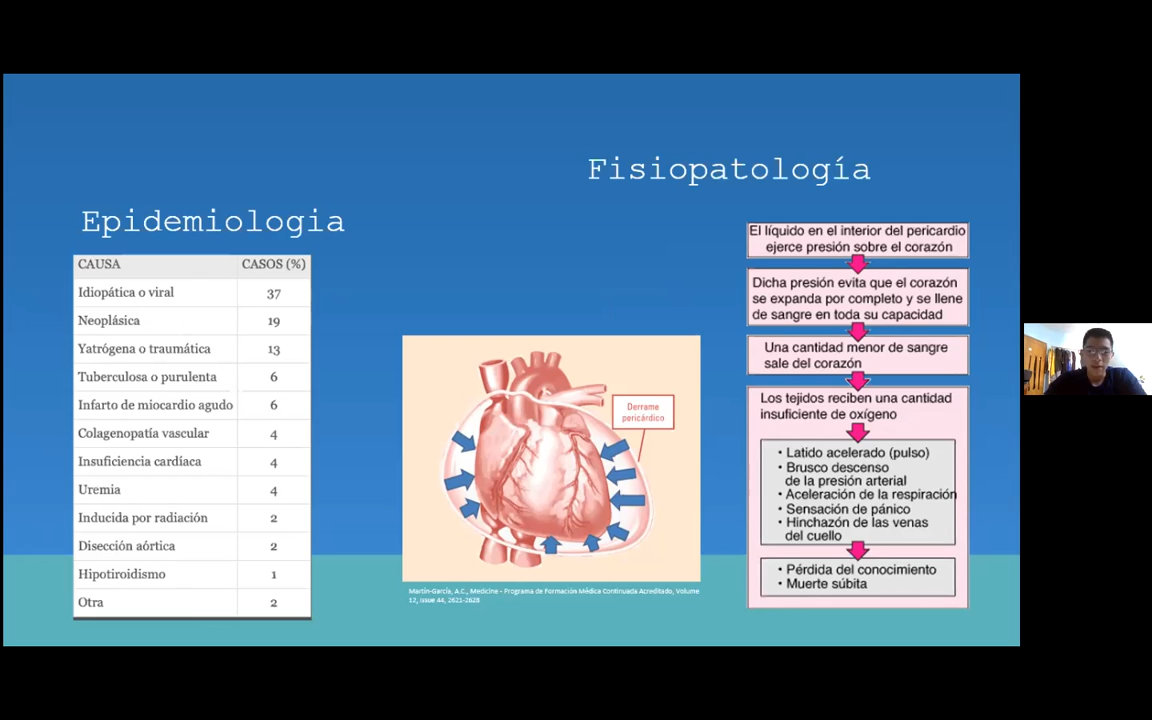 Fisiopatología
Epidemiologia
CAUSA CASOS (%)
Idiopática o viral 37
Neoplásica 19
Yatrógena o traumática 13
Tuberculosa o purulenta 6
Infarto de miocardio agudo 6
Colagenopatía vascular 4
Insuficiencia cardíaca 4
Uremia 4
Inducida por radiación 2
Disección aórtica 2
Hipotiroidismo 1
Otra 2
Derrame
pericárdico
Martín-García, A.C., Medicine - Programa de Formación Médica Continuada Acreditado, Volume
12, Issue 44, 2621-2628
El líquido en el interior del pericardio
ejerce presión sobre el corazón
Dicha presión evita que el corazón
se expanda por completo y se llene
de sangre en toda su capacidad
Una cantidad menor de sangre
sale del corazón
Los tejidos reciben una cantidad
insuficiente de oxígeno
• Latido acelerado (pulso)
• Brusco descenso
de la presión arterial
• Aceleración de la respiración
• Sensación de pánico
• Hinchazón de las venas
del cuello
• Pérdida del conocimiento
• Muerte súbita